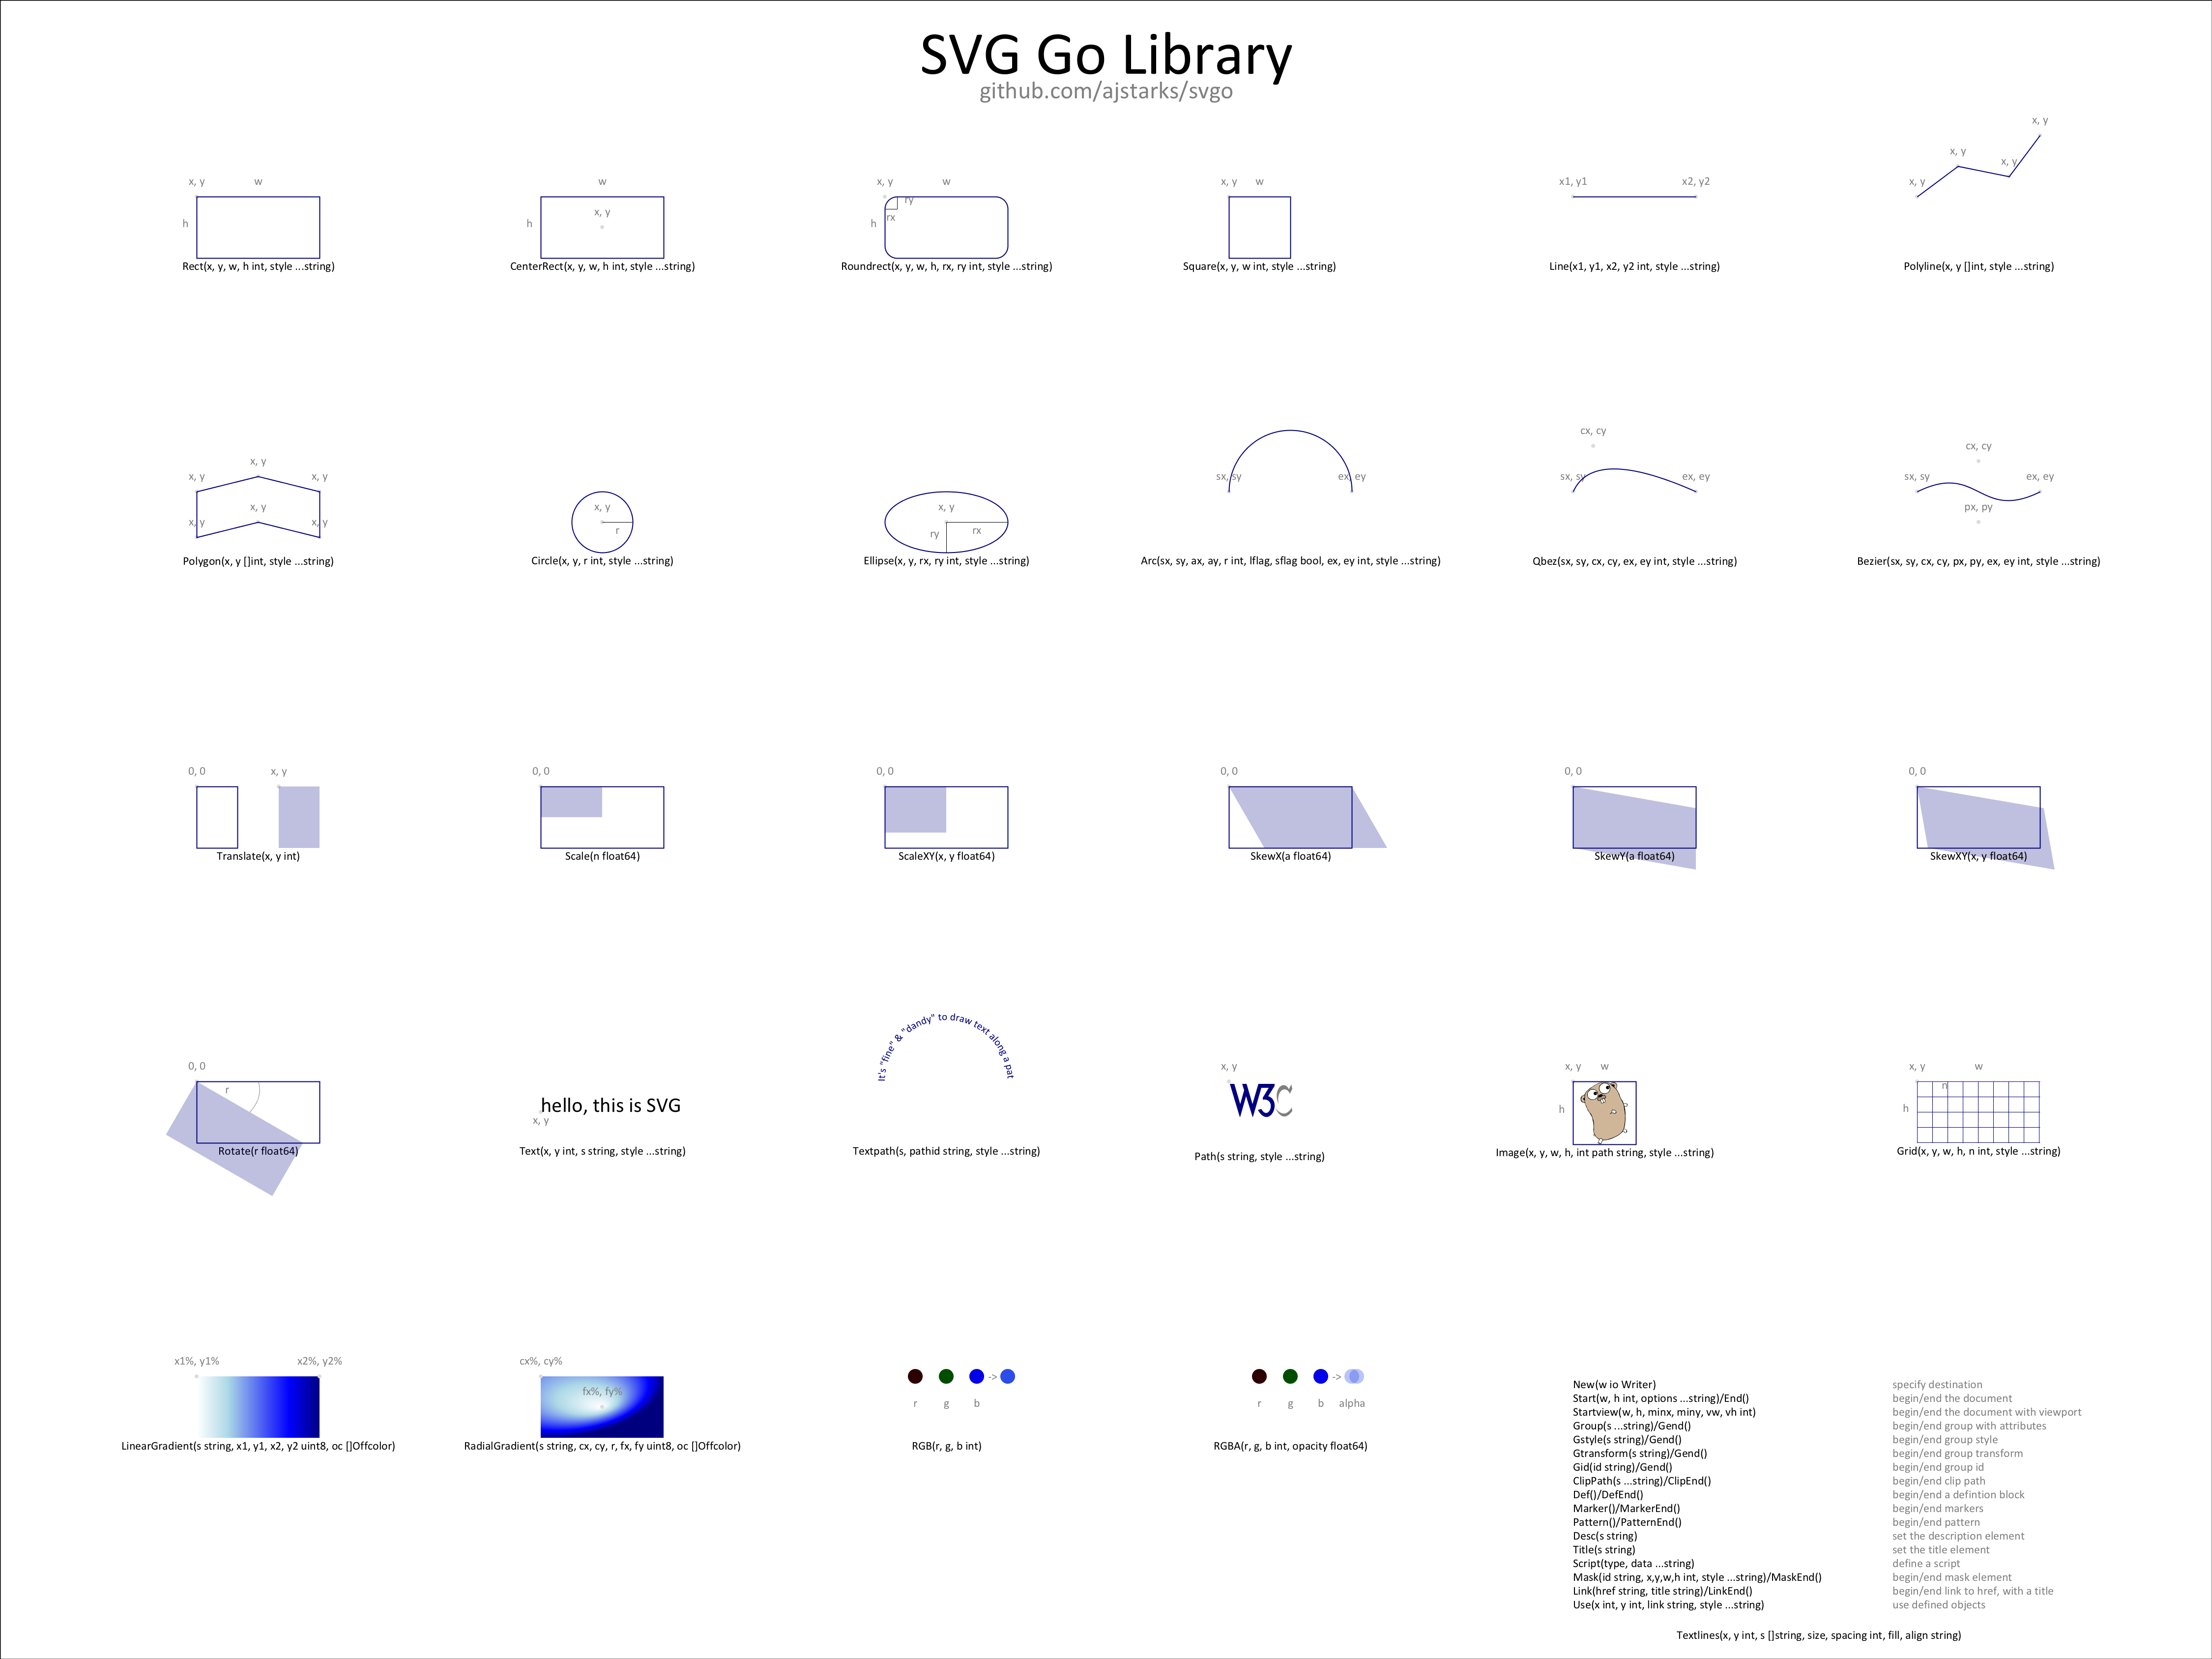 SVG Go Library
github.com/ajstarks/svgo
x, y w
h
Rect(x, y, w, h int, style ...string)
w
x, y
h
CenterRect(x, y, w, h int, style ...string)
x, y w
ry
rx
h
Roundrect(x, y, w, h, rx, ry int, style ...string)
x, y w
Square(x, y, w int, style ...string)
x1, y1 x2, y2
Line(x1, y1, x2, y2 int, style ...string)
x, y
x, y
x, y
x, y
Polyline(x, y []int, style ...string)
x, y
x, y x, y
x, y
x, y x, y
Polygon(x, y []int, style ...string)
x, y
r
Circle(x, y, r int, style ...string)
x, y
ry rx
Ellipse(x, y, rx, ry int, style ...string)
sx, sy ex, ey
Arc(sx, sy, ax, ay, r int, lflag, sflag bool, ex, ey int, style ...string)
cx, cy
sx, sy ex, ey
Qbez(sx, sy, cx, cy, ex, ey int, style ...string)
cx, cy
sx, sy ex, ey
px, py
Bezier(sx, sy, cx, cy, px, py, ex, ey int, style ...string)
0, 0 x, y
Translate(x, y int)
0, 0
Scale(n float64)
0, 0
ScaleXY(x, y float64)
0, 0
SkewX(a float64)
0, 0
SkewY(a float64)
0, 0
SkewXY(x, y float64)
0, 0
r
Rotate(r float64)
hello, this is SVG
x, y
Text(x, y int, s string, style ...string)
It's "fine" & "dandy" to draw text along a pat
Textpath(s, pathid string, style ...string)
x, y
W3C
Path(s string, style ...string)
x, y w
h
Image(x, y, w, h, int path string, style ...string)
x, y w
n
h
Grid(x, y, w, h, n int, style ...string)
x1%, y1% x2%, y2%
LinearGradient(s string, x1, y1, x2, y2 uint8, oc []Offcolor)
cx%, cy%
fx%, fy%
RadialGradient(s string, cx, cy, r, fx, fy uint8, oc []Offcolor)
->
r g b
RGB(r, g, b int)
->
r g b alpha
RGBA(r, g, b int, opacity float64)
New(w io Writer) specify destination
Start(w, h int, options ...string)/End() begin/end the document
Startview(w, h, minx, miny, vw, vh int) begin/end the document with viewport
Group(s ...string)/Gend() begin/end group with attributes
Gstyle(s string)/Gend() begin/end group style
Gtransform(s string)/Gend() begin/end group transform
Gid(id string)/Gend() begin/end group id
ClipPath(s ...string)/ClipEnd() begin/end clip path
Def()/DefEnd() begin/end a defintion block
Marker()/MarkerEnd() begin/end markers
Pattern()/PatternEnd() begin/end pattern
Desc(s string) set the description element
Title(s string) set the title element
Script(type, data ...string) define a script
Mask(id string, x,y,w,h int, style ...string)/MaskEnd() begin/end mask element
Link(href string, title string)/LinkEnd() begin/end link to href, with a title
Use(x int, y int, link string, style ...string) use defined objects
Textlines(x, y int, s []string, size, spacing int, fill, align string)